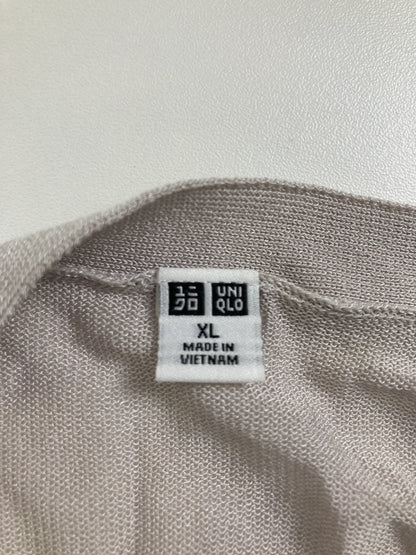 ユニ UNI
クロ QLO
XL
MADE IN
VIETNAM